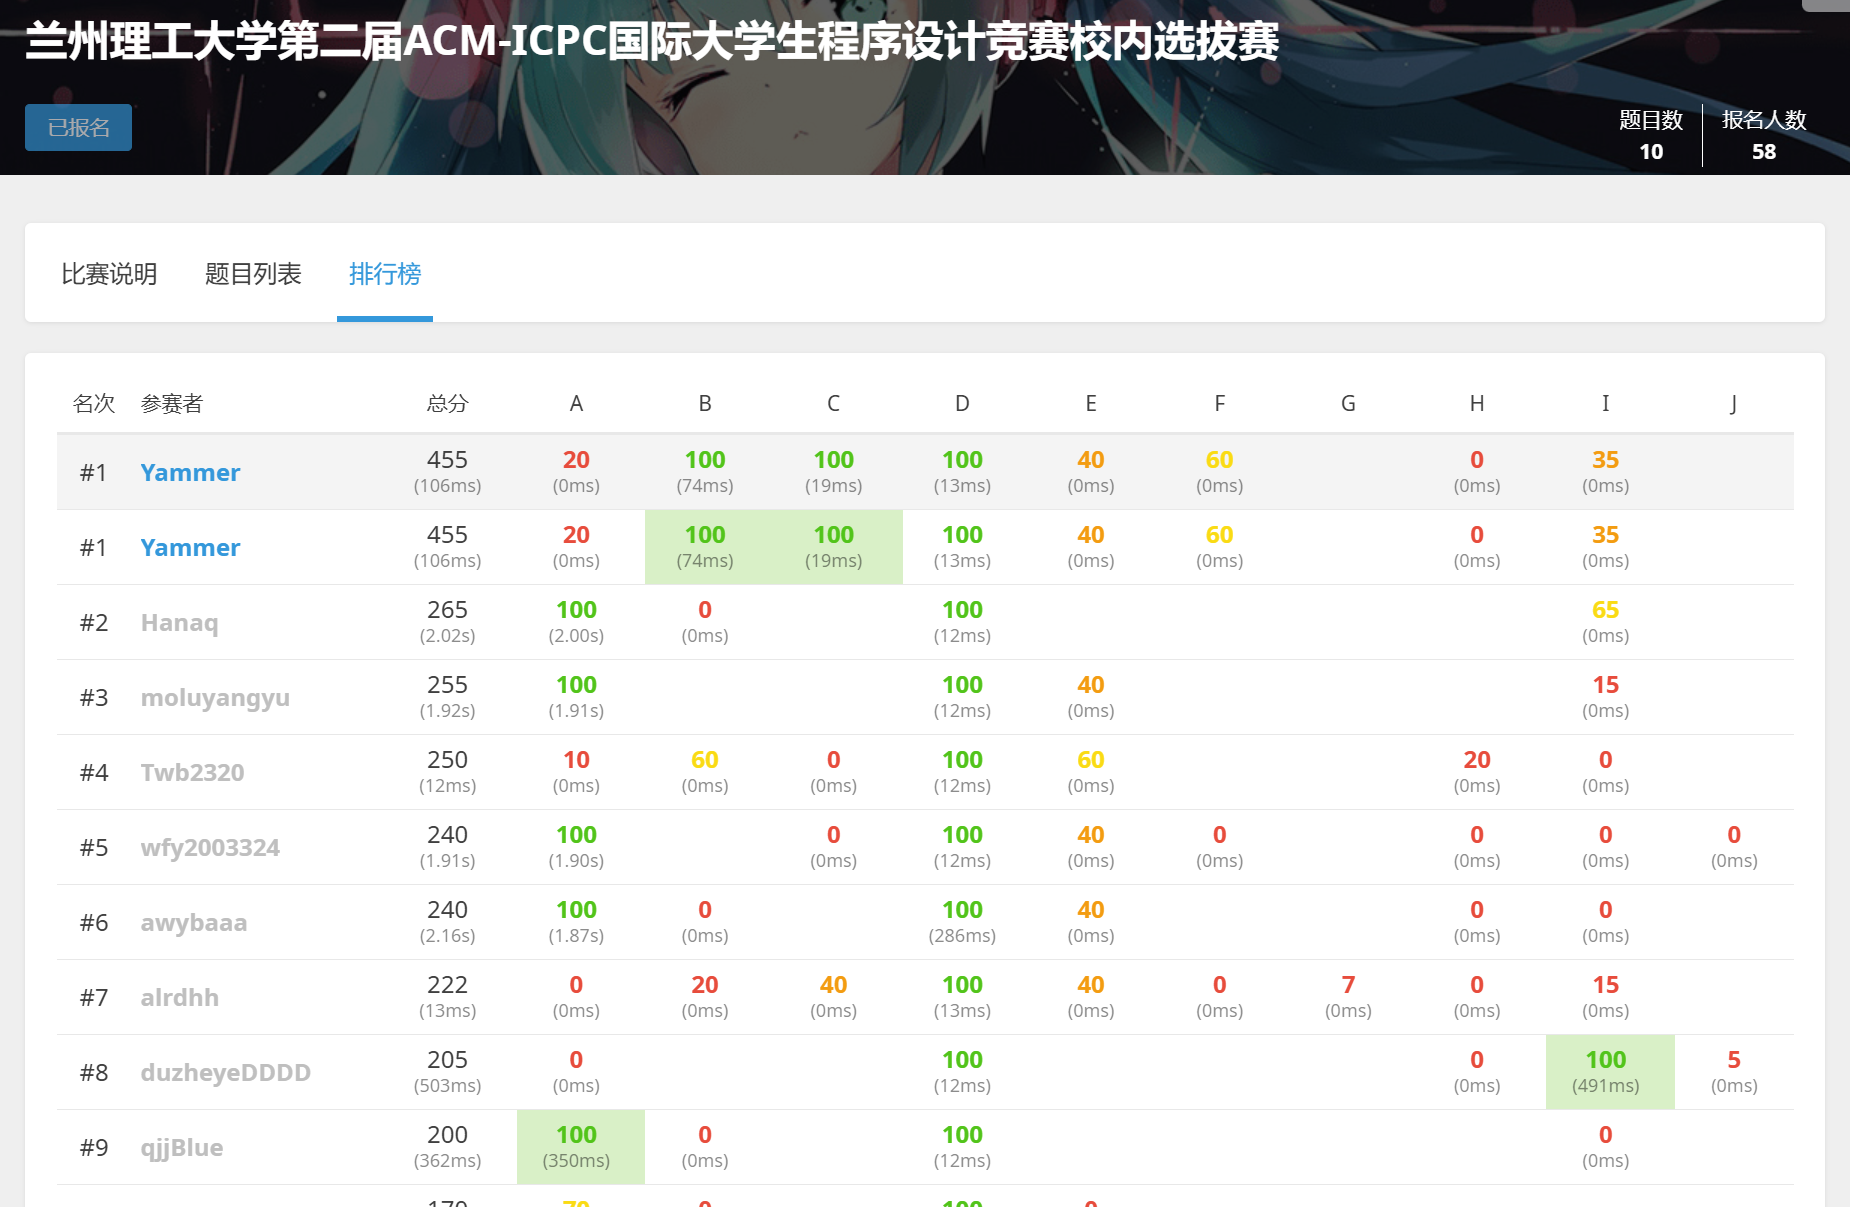 兰州理工大学第二届ACM-ICPC国际大学生程序设计竞赛校内选拔赛
已报名
题目数 报名人数
10 58
比赛说明 题目列表 排行榜
名次 参赛者 总分 A B C D E F G H I J
#1 Yammer 455 20 100 100 100 40 60 0 35
(106ms) (0ms) (74ms) (19ms) (13ms) (0ms) (0ms) (0ms) (0ms)
#1 Yammer 455 20 100 100 100 40 60 0 35
(106ms) (0ms) (74ms) (19ms) (13ms) (0ms) (0ms) (0ms) (0ms)
#2 Hanaq 265 100 0 100 65
(2.02s) (2.00s) (0ms) (12ms) (0ms)
#3 moluyangyu 255 100 100 40 15
(1.92s) (1.91s) (12ms) (0ms) (0ms)
#4 Twb2320 250 10 60 0 100 60 20 0
(12ms) (0ms) (0ms) (0ms) (12ms) (0ms) (0ms) (0ms)
#5 wfy2003324 240 100 0 100 40 0 0 0 0
(1.91s) (1.90s) (0ms) (12ms) (0ms) (0ms) (0ms) (0ms) (0ms)
#6 awybaaa 240 100 0 100 40 0 0
(2.16s) (1.87s) (0ms) (286ms) (0ms) (0ms) (0ms)
#7 alrdhh 222 0 20 40 100 40 0 7 0 15
(13ms) (0ms) (0ms) (0ms) (13ms) (0ms) (0ms) (0ms) (0ms) (0ms)
#8 duzheyeDDDD 205 0 100 0 100 5
(503ms) (0ms) (12ms) (0ms) (491ms) (0ms)
#9 qjjBlue 200 100 0 100 0
(362ms) (350ms) (0ms) (12ms) (0ms)